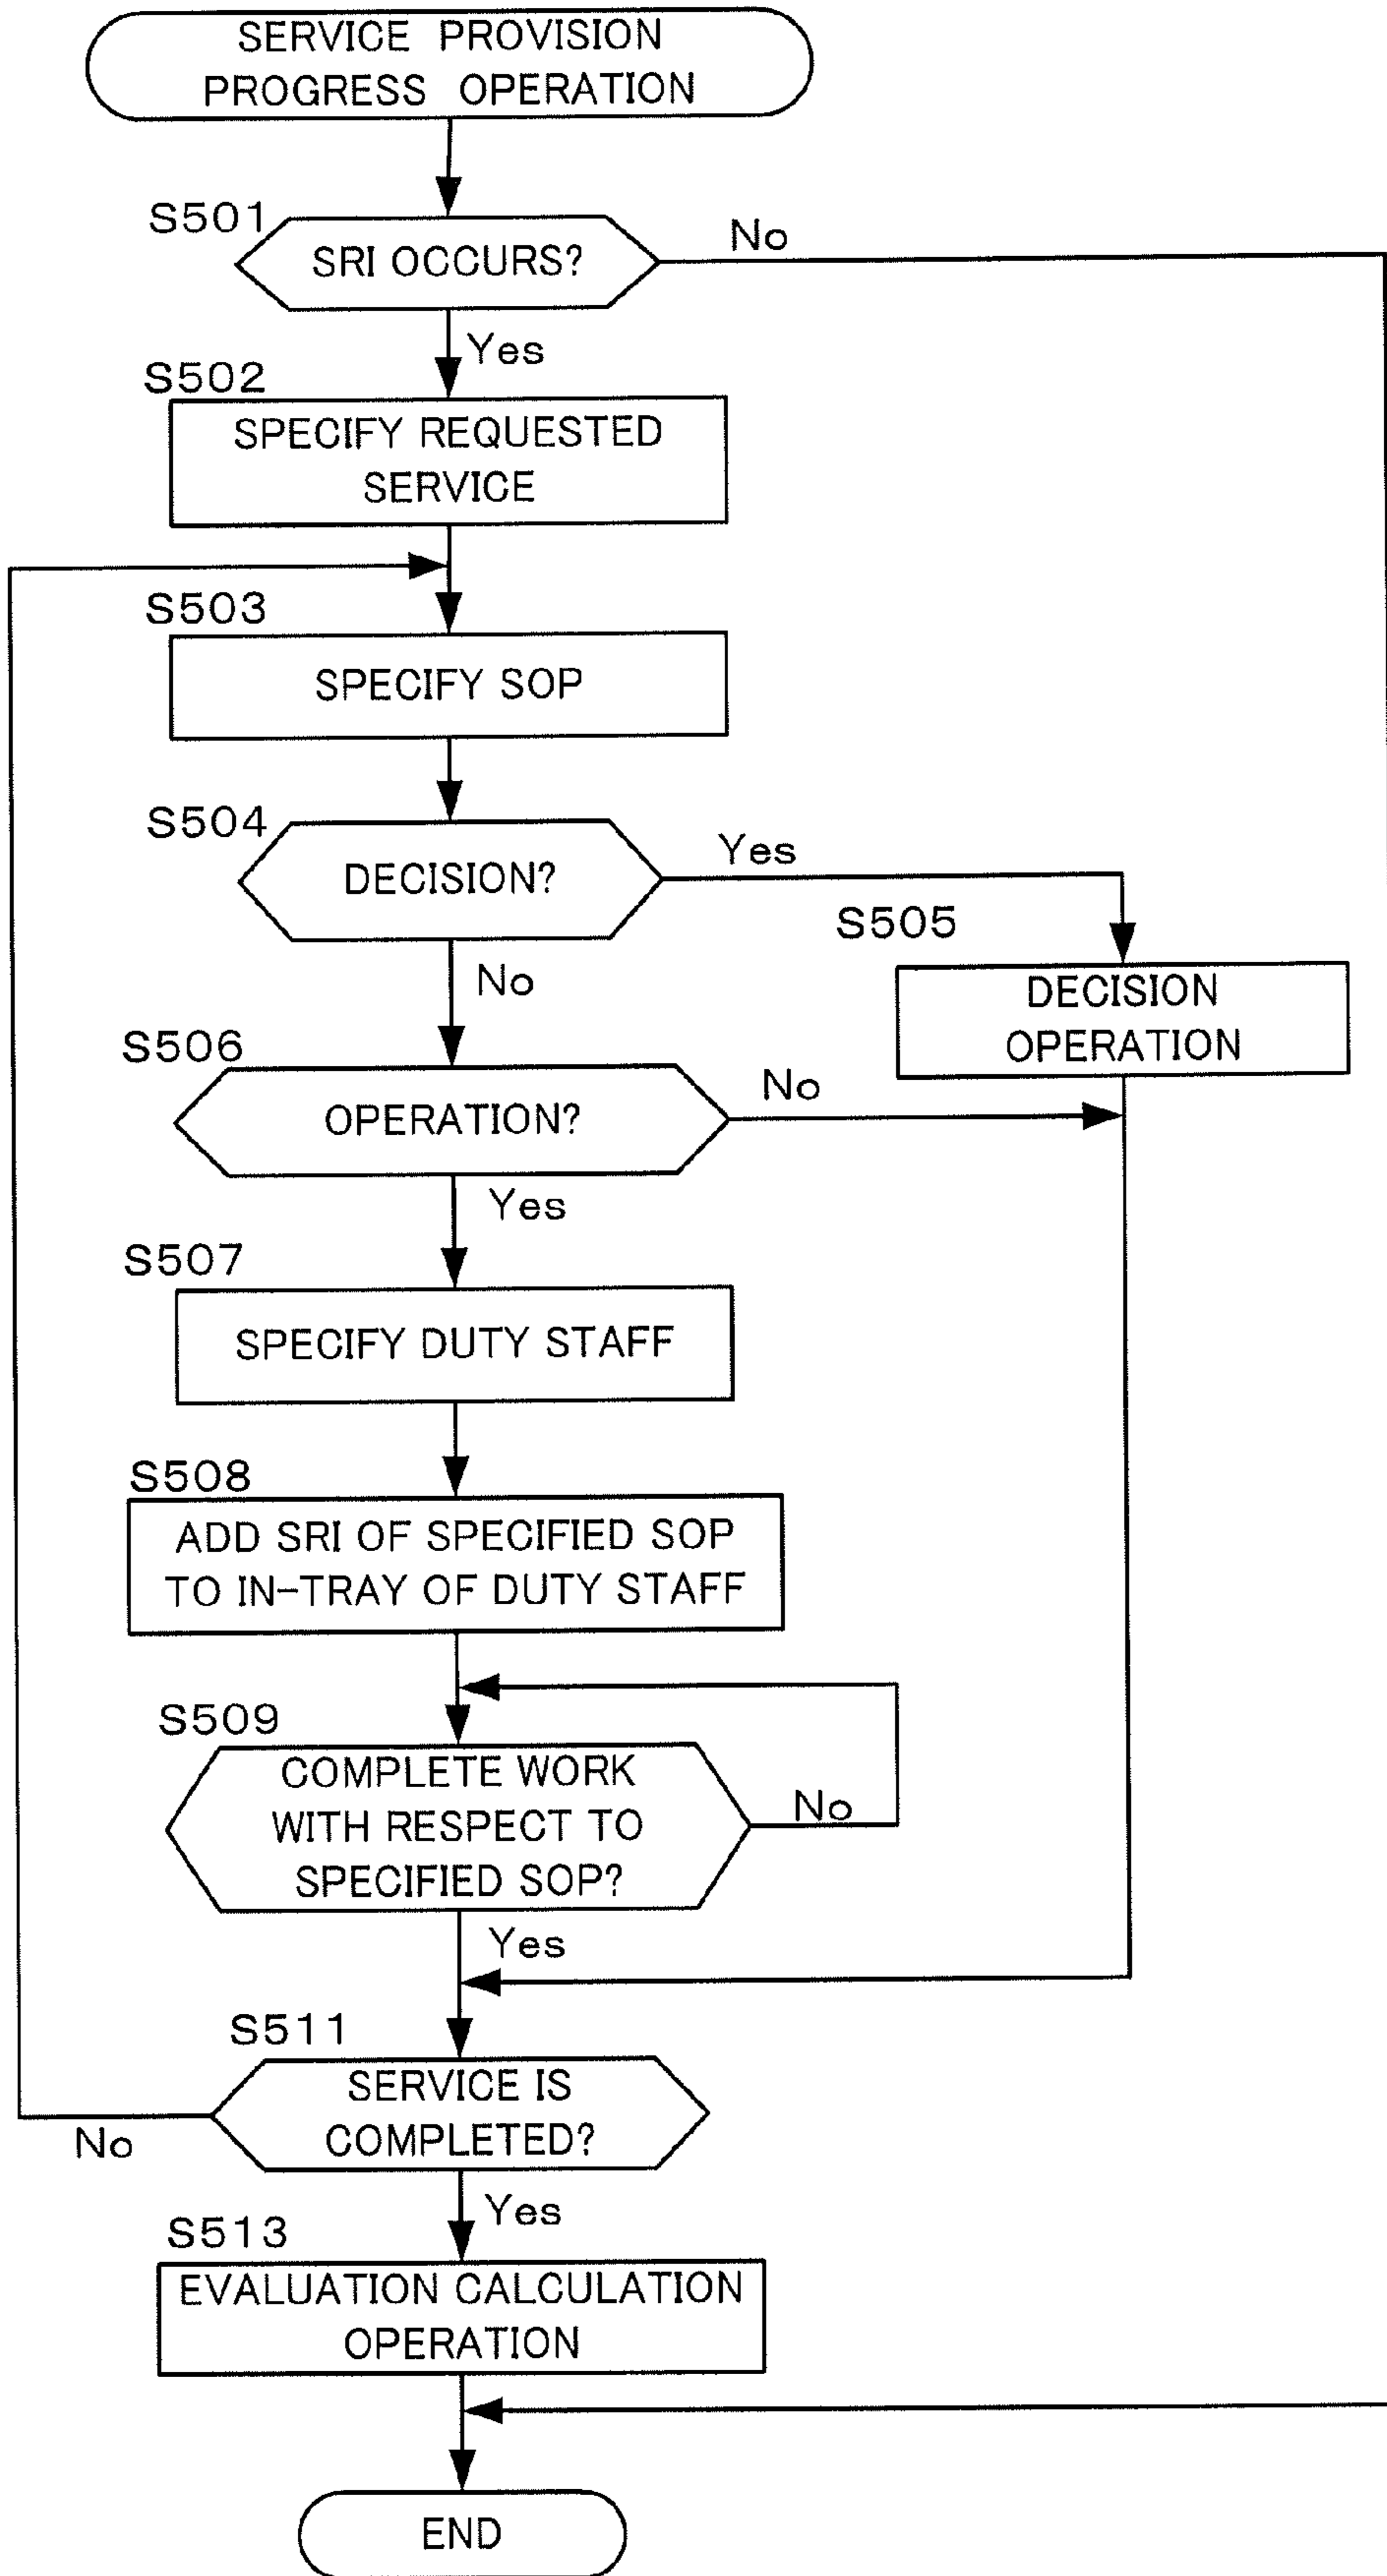 SERVICE PROVISION
PROGRESS OPERATION
S501
SRI OCCURS?
No
Yes
S502
SPECIFY REQUESTED
SERVICE
S503
SPECIFY SOP
S504
DECISION?
Yes
No
S505
DECISION
OPERATION
S506
OPERATION?
No
Yes
S507
SPECIFY DUTY STAFF
S508
ADD SRI OF SPECIFIED SOP
TO IN-TRAY OF DUTY STAFF
S509
COMPLETE WORK
WITH RESPECT TO
SPECIFIED SOP?
No
Yes
S511
SERVICE IS
COMPLETED?
No
Yes
S513
EVALUATION CALCULATION
OPERATION
END